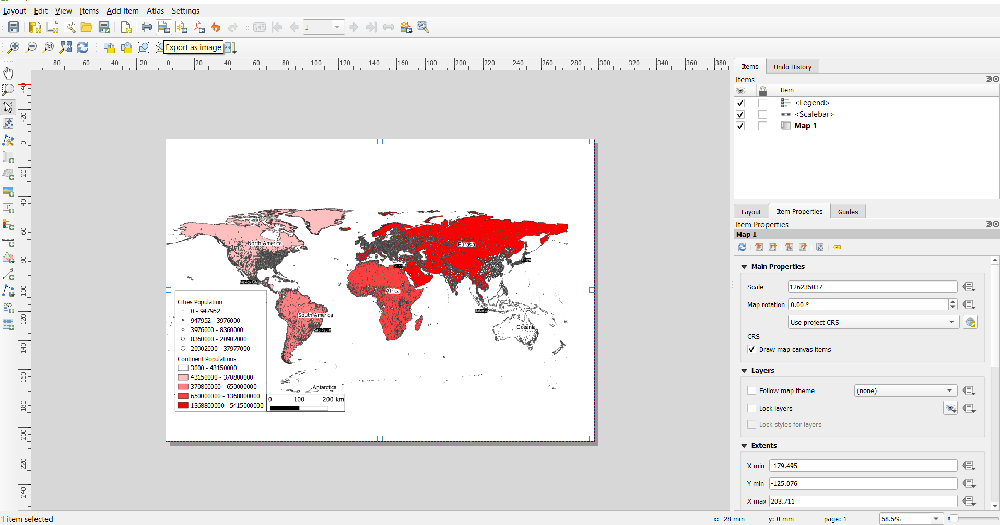 Layout Edit View Items Add Item Atlas Settings
1
Export as image
-80 -60 -40 -20 0 20 40 60 80 100 120 140 160 180 200 220 240 260 280 300 320 340 360 380
-40
-20
0
20
40
60
80
100
120
140
160
180
200
220
240
North America
Eurasia
Tokyo
Cairo
Mexico City
Africa
Jakarta
South America
Oceania
Sao Paulo
Antarctica
Cities Population
0 - 947952
947952 - 3976000
3976000 - 8360000
8360000 - 20902000
20902000 - 37977000
Continent Populations
3000 - 43150000
43150000 - 370800000
370800000 - 650000000
650000000 - 1368800000
1368800000 - 5415000000
0 100 200 km
Items Undo History
Items
Item
<Legend>
<Scalebar>
Map 1
Layout Item Properties Guides
Item Properties
Map 1
abc
Main Properties
Scale 126235037
Map rotation 0.00 °
Use project CRS
CRS
Draw map canvas items
Layers
Follow map theme (none)
Lock layers
Lock styles for layers
Extents
X min -179.495
Y min -125.076
X max 203.711
1 item selected
x: -28 mm y: 0 mm page: 1 58.5%